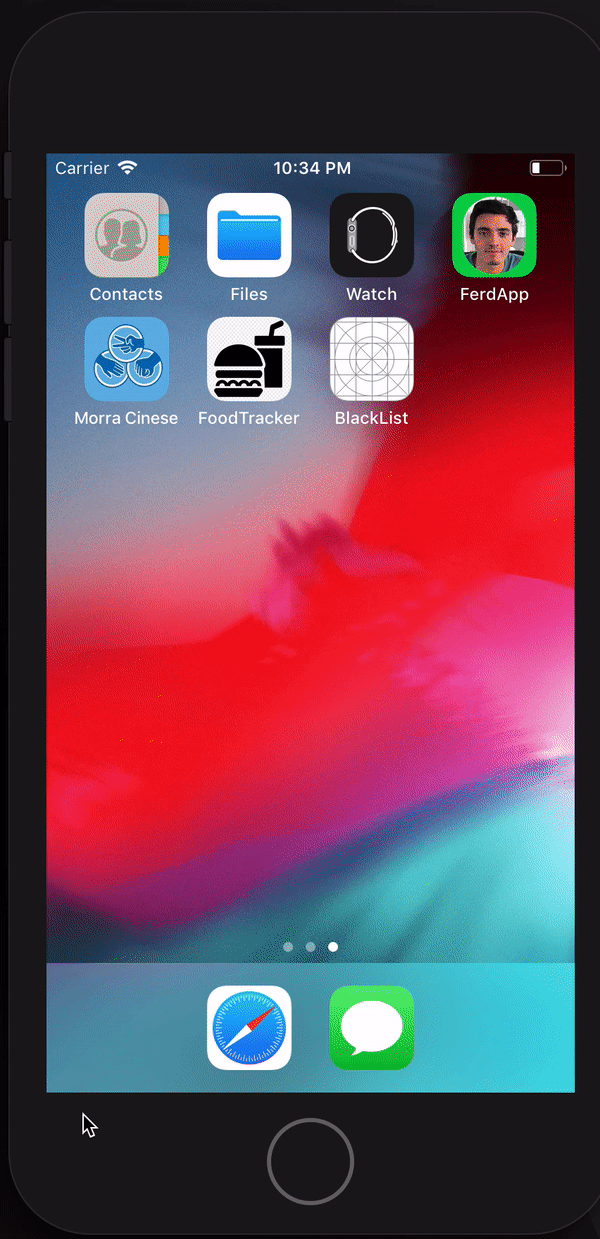 Carrier 10:34 PM
Contacts Files Watch FerdApp
Morra Cinese FoodTracker BlackList